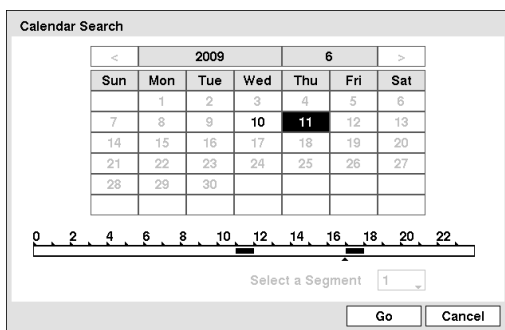 Calendar Search
< 2009 6 >
Sun Mon Tue Wed Thu Fri Sat
1 2 3 4 5 6
7 8 9 10 11 12 13
14 15 16 17 18 19 20
21 22 23 24 25 26 27
28 29 30
0 2 4 6 8 10 12 14 16 18 20 22
Select a Segment 1
Go Cancel